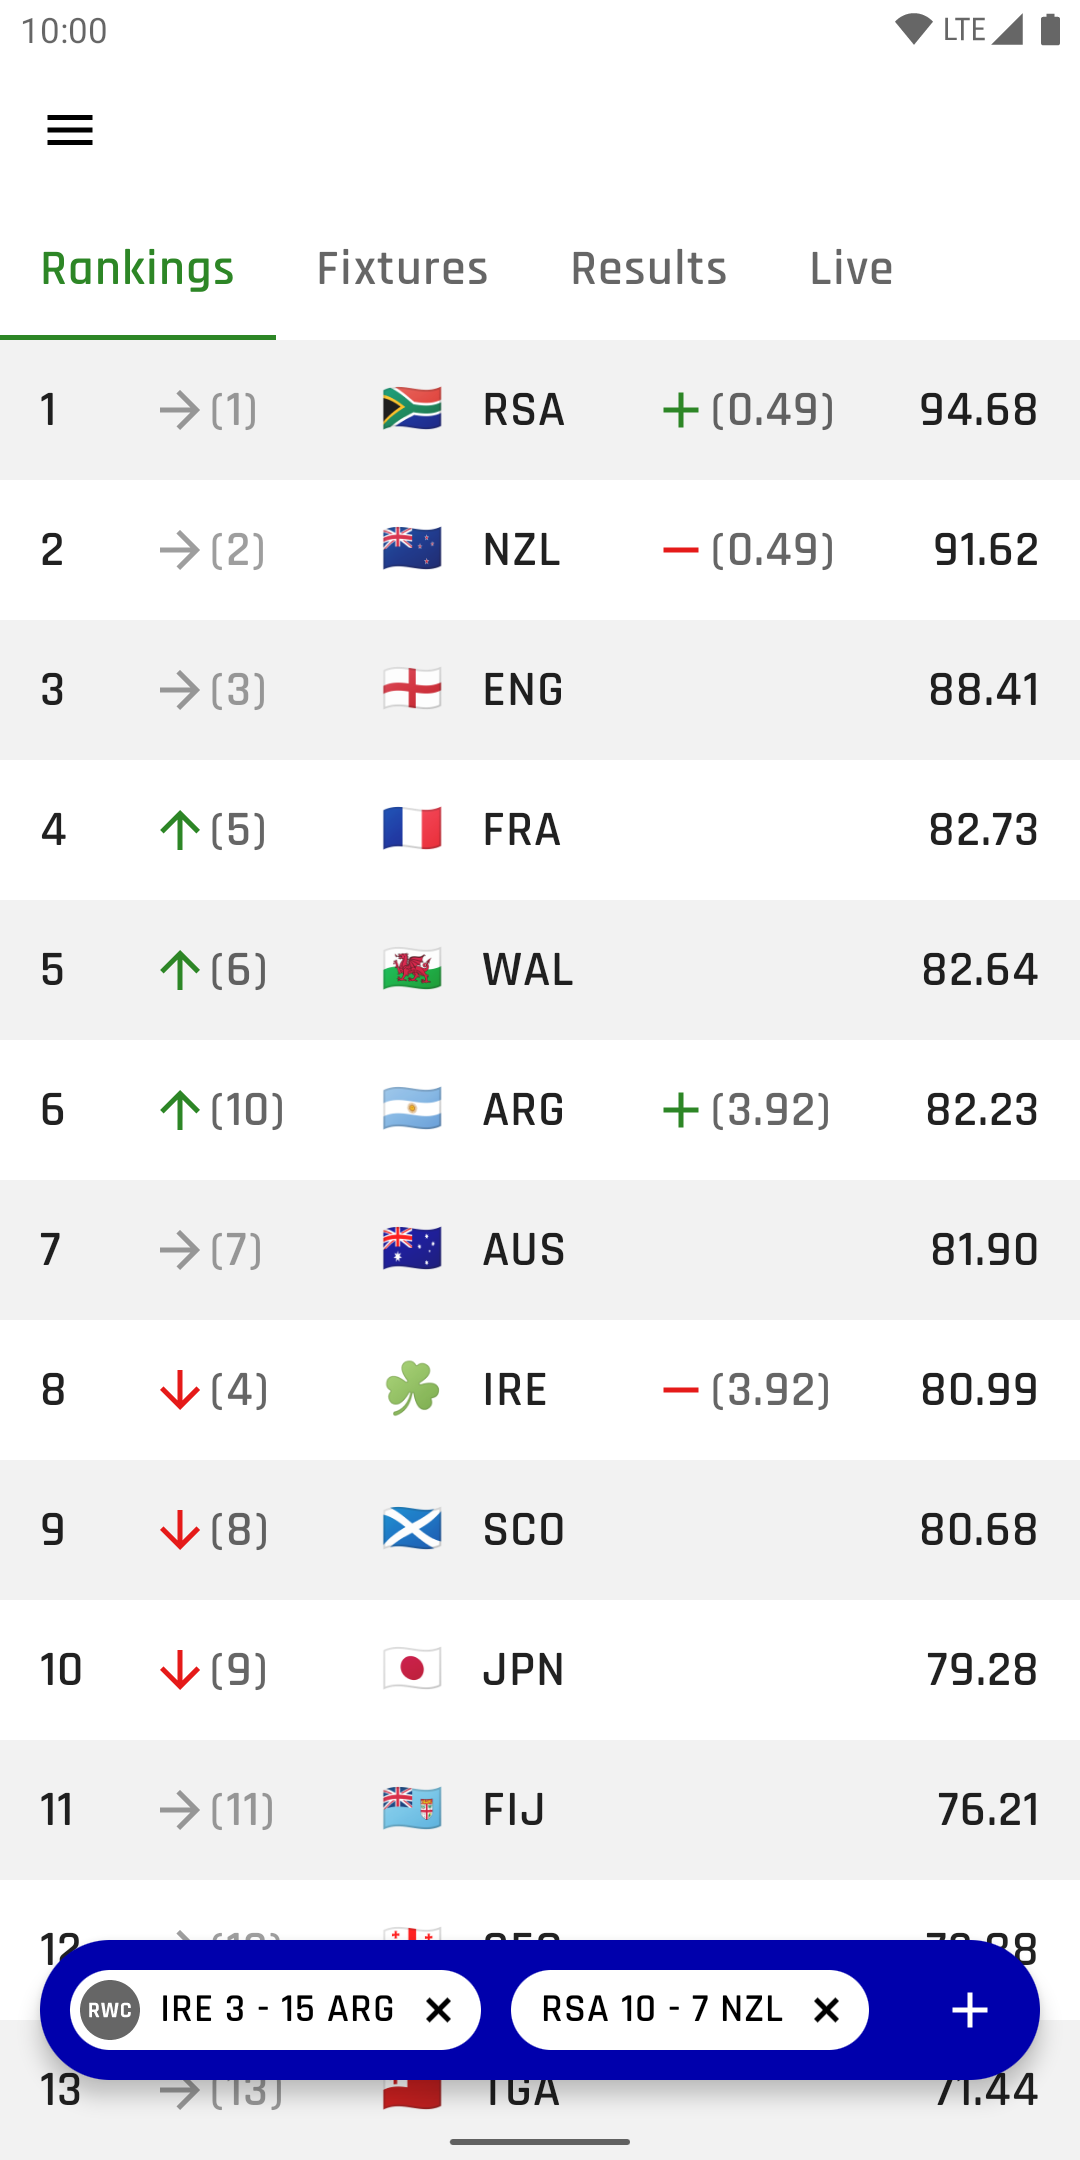 10:00 LTE
Rankings Fixtures Results Live
1 (1) RSA + (0.49) 94.68
2 (2) NZL − (0.49) 91.62
3 (3) ENG 88.41
4 (5) FRA 82.73
5 (6) WAL 82.64
6 (10) ARG + (3.92) 82.23
7 (7) AUS 81.90
8 (4) IRE − (3.92) 80.99
9 (8) SCO 80.68
10 (9) JPN 79.28
11 (11) FIJ 76.21
12
RWC IRE 3 - 15 ARG × RSA 10 - 7 NZL × +
13 (13) TGA 71.44